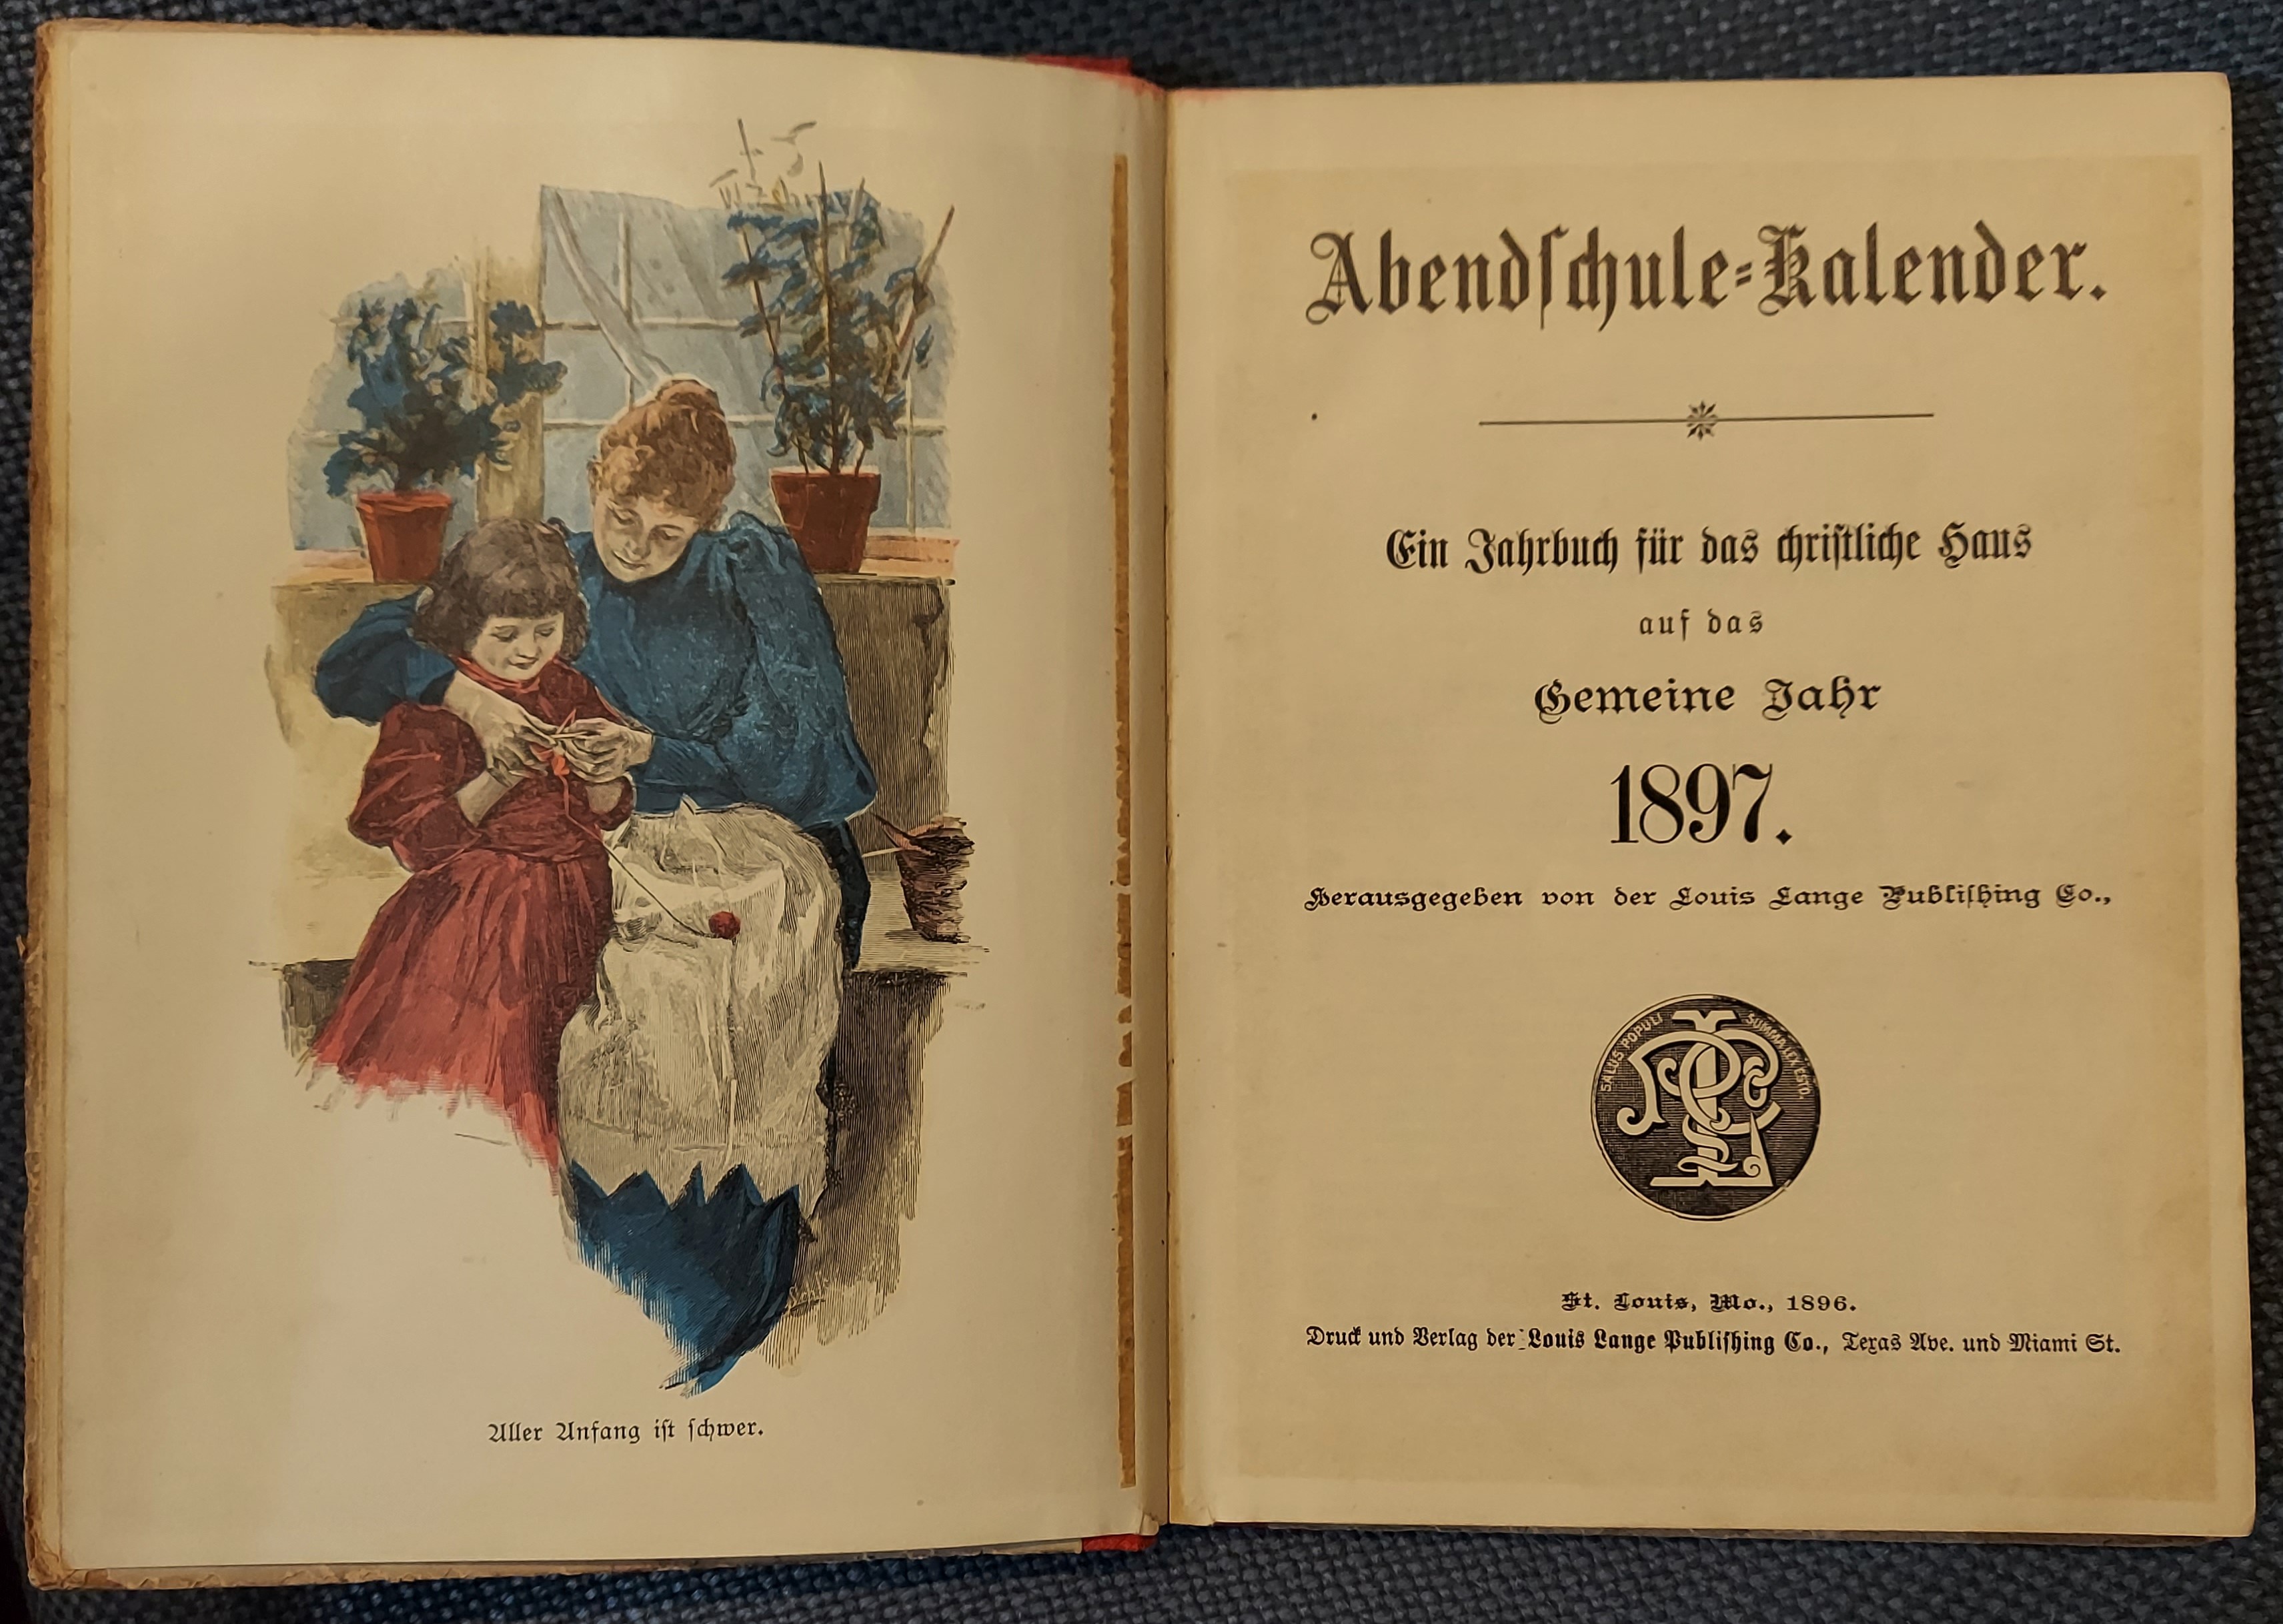 Aller Anfang iſt ſchwer.
Abendſchule-Kalender.
Ein Jahrbuch für das chriſtliche Haus
auf das
Gemeine Jahr
1897.
Herausgegeben von der Louis Lange Publiſhing Co.,
SALUS POPULI SUPREMA LEX ESTO.
St. Louis, Mo., 1896.
Druck und Verlag der Louis Lange Publiſhing Co., Texas Ave. und Miami St.